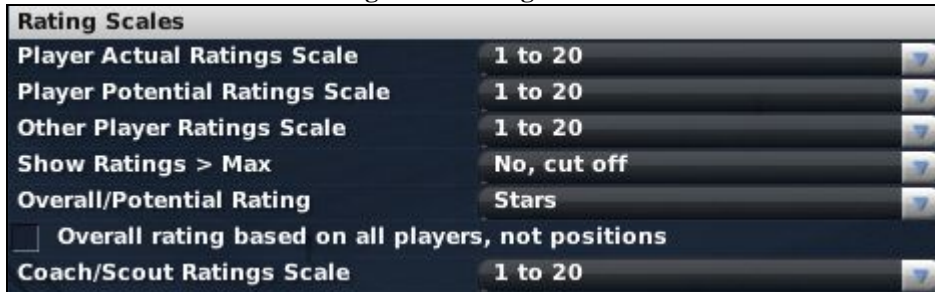 Rating Scales
Player Actual Ratings Scale 1 to 20
Player Potential Ratings Scale 1 to 20
Other Player Ratings Scale 1 to 20
Show Ratings > Max No, cut off
Overall/Potential Rating Stars
Overall rating based on all players, not positions
Coach/Scout Ratings Scale 1 to 20